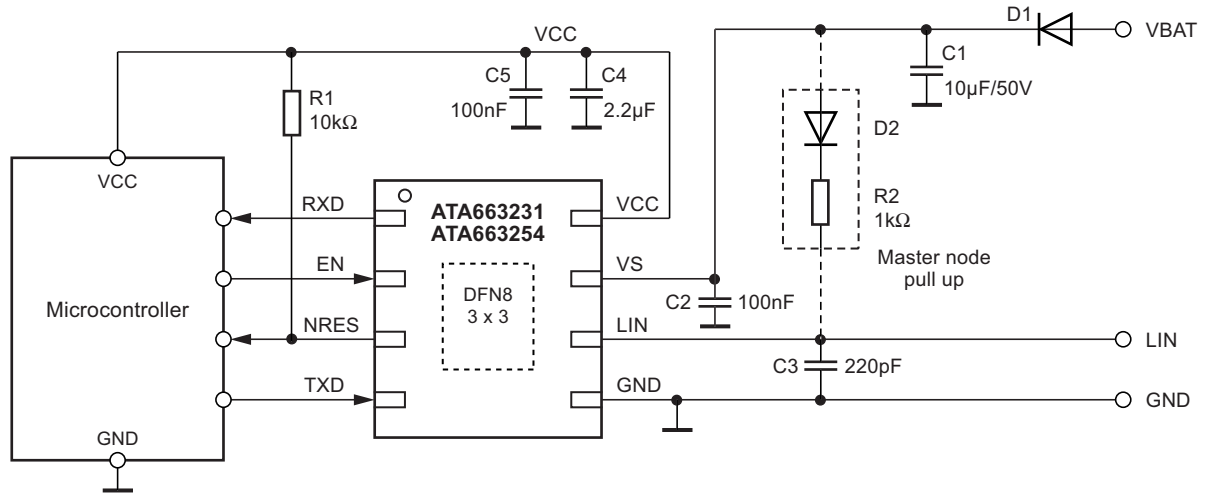 D1
VBAT
VCC
C1
10µF/50V
C5
100nF
C4
2.2µF
R1
10kΩ
D2
R2
1kΩ
Master node
pull up
VCC
Microcontroller
GND
RXD
EN
NRES
TXD
ATA663231
ATA663254
DFN8
3 x 3
VCC
VS
LIN
GND
C2
100nF
C3
220pF
LIN
GND